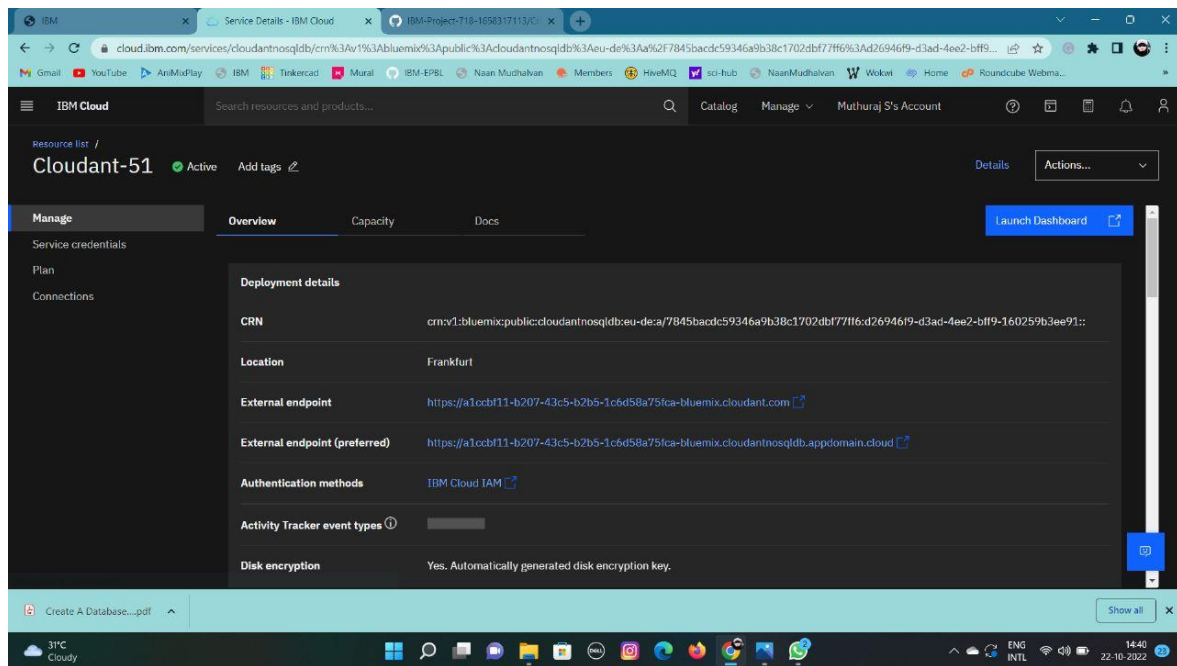 IBM
Service Details - IBM Cloud
IBM-Project-718-1658317113/C
cloud.ibm.com/services/cloudantnosqldb/crn%3Av1%3Abluemix%3Apublic%3Acloudantnosqldb%3Aeu-de%3Aa%2F7845bacdc59346a9b38c1702dbf77ff6%3Ad26946f9-d3ad-4ee2-bff9...
Gmail YouTube AniMixPlay IBM Tinkercad Mural IBM-EPBL Naan Mudhalvan Members HiveMQ sci-hub NaanMudhalvan Wokwi Home Roundcube Webma...
IBM Cloud Search resources and products... Catalog Manage Muthuraj S's Account
Resource list /
Cloudant-51 Active Add tags Details Actions...
Manage Overview Capacity Docs Launch Dashboard
Service credentials
Plan
Connections
Deployment details
CRN crn:v1:bluemix:public:cloudantnosqldb:eu-de:a/7845bacdc59346a9b38c1702dbf77ff6:d26946f9-d3ad-4ee2-bff9-160259b3ee91::
Location Frankfurt
External endpoint https://a1ccbf11-b207-43c5-b2b5-1c6d58a75fca-bluemix.cloudant.com
External endpoint (preferred) https://a1ccbf11-b207-43c5-b2b5-1c6d58a75fca-bluemix.cloudantnosqldb.appdomain.cloud
Authentication methods IBM Cloud IAM
Activity Tracker event types
Disk encryption Yes. Automatically generated disk encryption key.
Create A Database....pdf Show all
31°C
Cloudy
DELL
2
ENG
INTL
14:40
22-10-2022
23